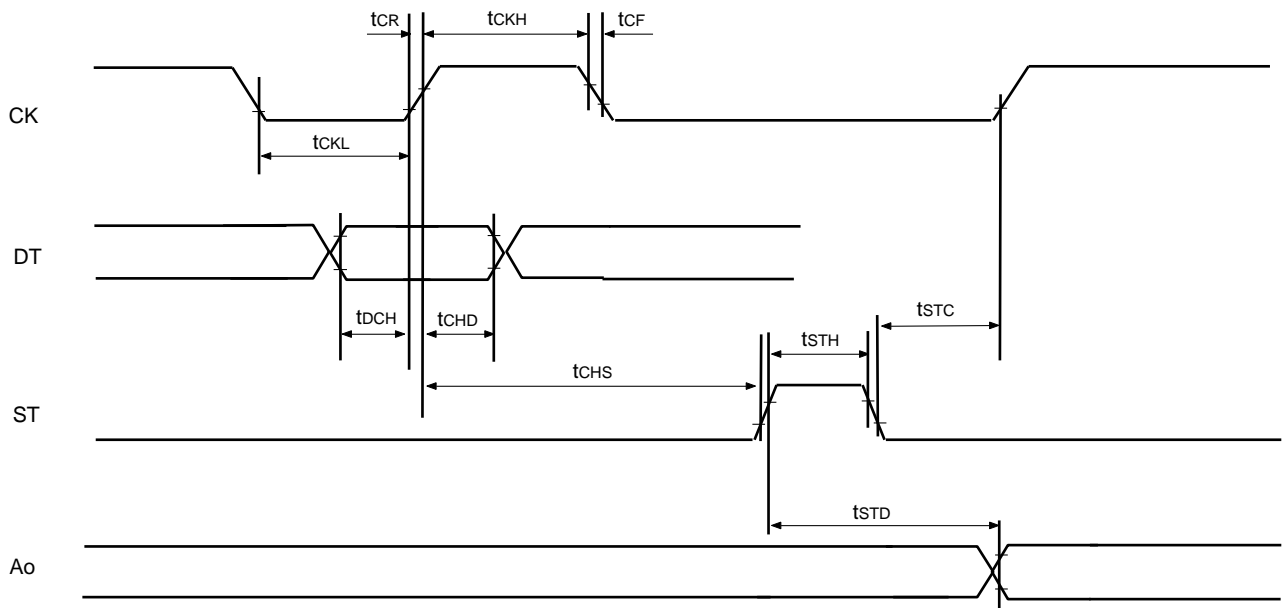 tCR
tCKH
tCF
CK
tCKL
DT
tDCH
tCHD
tSTC
tSTH
tCHS
ST
tSTD
Ao